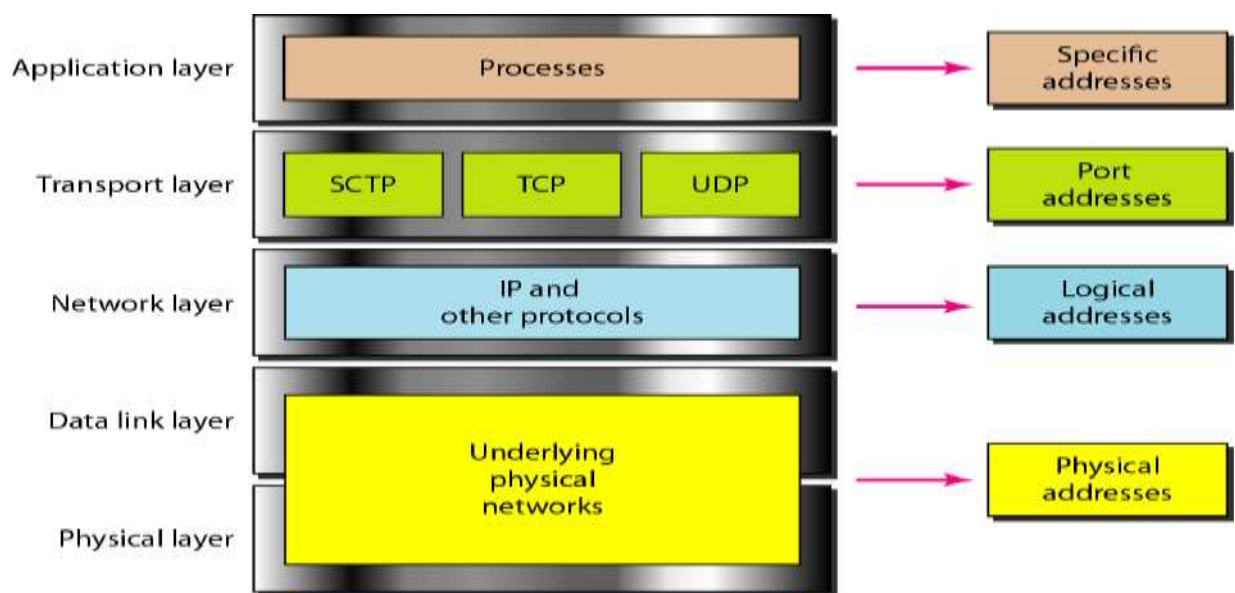 Application layer
Processes
Specific
addresses
Transport layer
SCTP
TCP
UDP
Port
addresses
Network layer
IP and
other protocols
Logical
addresses
Data link layer
Underlying
physical
networks
Physical
addresses
Physical layer